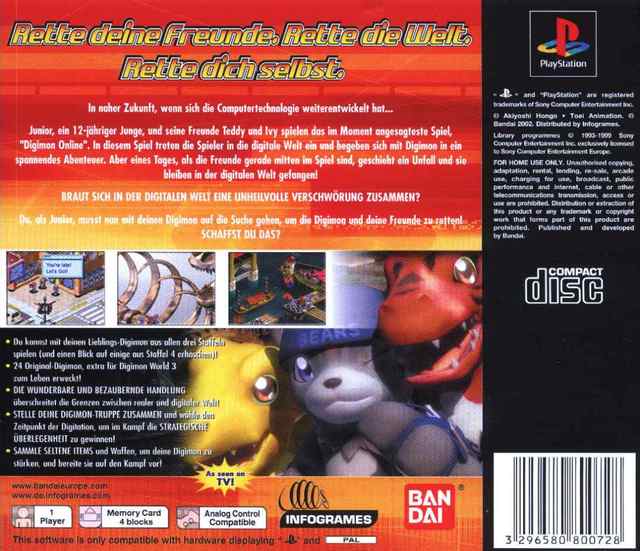 Rette deine Freunde. Rette die Welt.
Rette dich selbst.
In naher Zukunft, wenn sich die Computertechnologie weiterentwickelt hat...
Junior, ein 12-jähriger Junge, und seine Freunde Teddy und Ivy spielen das im Moment angesagteste Spiel,
"Digimon Online". In diesem Spiel treten die Spieler in die digitale Welt ein und begeben sich mit Digimon in ein
spannendes Abenteuer. Aber eines Tages, als die Freunde gerade mitten im Spiel sind, geschieht ein Unfall und sie
bleiben in der digitalen Welt gefangen!
BRAUT SICH IN DER DIGITALEN WELT EINE UNHEILVOLLE VERSCHWÖRUNG ZUSAMMEN?
Du, als Junior, musst nun mit deinen Digimon auf die Suche gehen, um die Digimon und deine Freunde zu retten!
SCHAFFST DU DAS?
You're late!
Let's Go!
BEARS
• Du kannst mit deinen Lieblings-Digimon aus allen drei Staffeln
spielen (und einen Blick auf einige aus Staffel 4 erhaschen)!
• 24 Original-Digimon, extra für Digimon World 3
zum Leben erweckt!
• DIE WUNDERBARE UND BEZAUBERNDE HANDLUNG
überschreitet die Grenzen zwischen realer und digitaler Welt!
• STELLE DEINE DIGIMON-TRUPPE ZUSAMMEN und wähle den
Zeitpunkt der Digitation, um im Kampf die STRATEGISCHE
ÜBERLEGENHEIT zu gewinnen!
• SAMMLE SELTENE ITEMS und Waffen, um deine Digimon zu
stärken, und bereite sie auf den Kampf vor!
As seen on
TV!
www.bandaieurope.com
www.de.infogrames.com
1
Player
Memory Card
4 blocks
Analog Control
Compatible
INFOGRAMES
BAN
DAI
This software is only compatible with hardware displaying " " and PAL
PlayStation
" " and "PlayStation" are registered
trademarks of Sony Computer Entertainment Inc.
© Akiyoshi Hongo • Toei Animation. ©
Bandai 2002. Distributed by Infogrames.
Library programmes © 1993-1999 Sony
Computer Entertainment Inc. exclusively licensed
to Sony Computer Entertainment Europe.
FOR HOME USE ONLY. Unauthorised copying,
adaptation, rental, lending, re-sale, arcade
use, charging for use, broadcast, public
performance and internet, cable or other
telecommunications transmission, access or
use are prohibited. Distribution or extraction of
this product or any trademark or copyright
work that forms part of this product are
prohibited. Published and developed
by Bandai.
COMPACT
disc
3 296580 800728